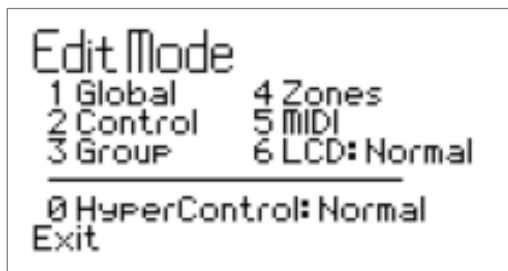 Edit Mode
1 Global 4 Zones
2 Control 5 MIDI
3 Group 6 LCD: Normal
0 HyperControl: Normal
Exit